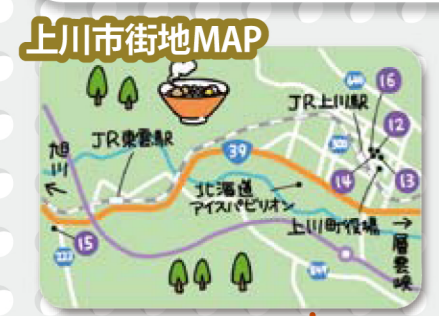 上川市街地MAP
16
JR上川駅
12
JR東雲駅
旭川
39
14
13
北海道
アイスパビリオン
上川町役場
層雲峡
15
223